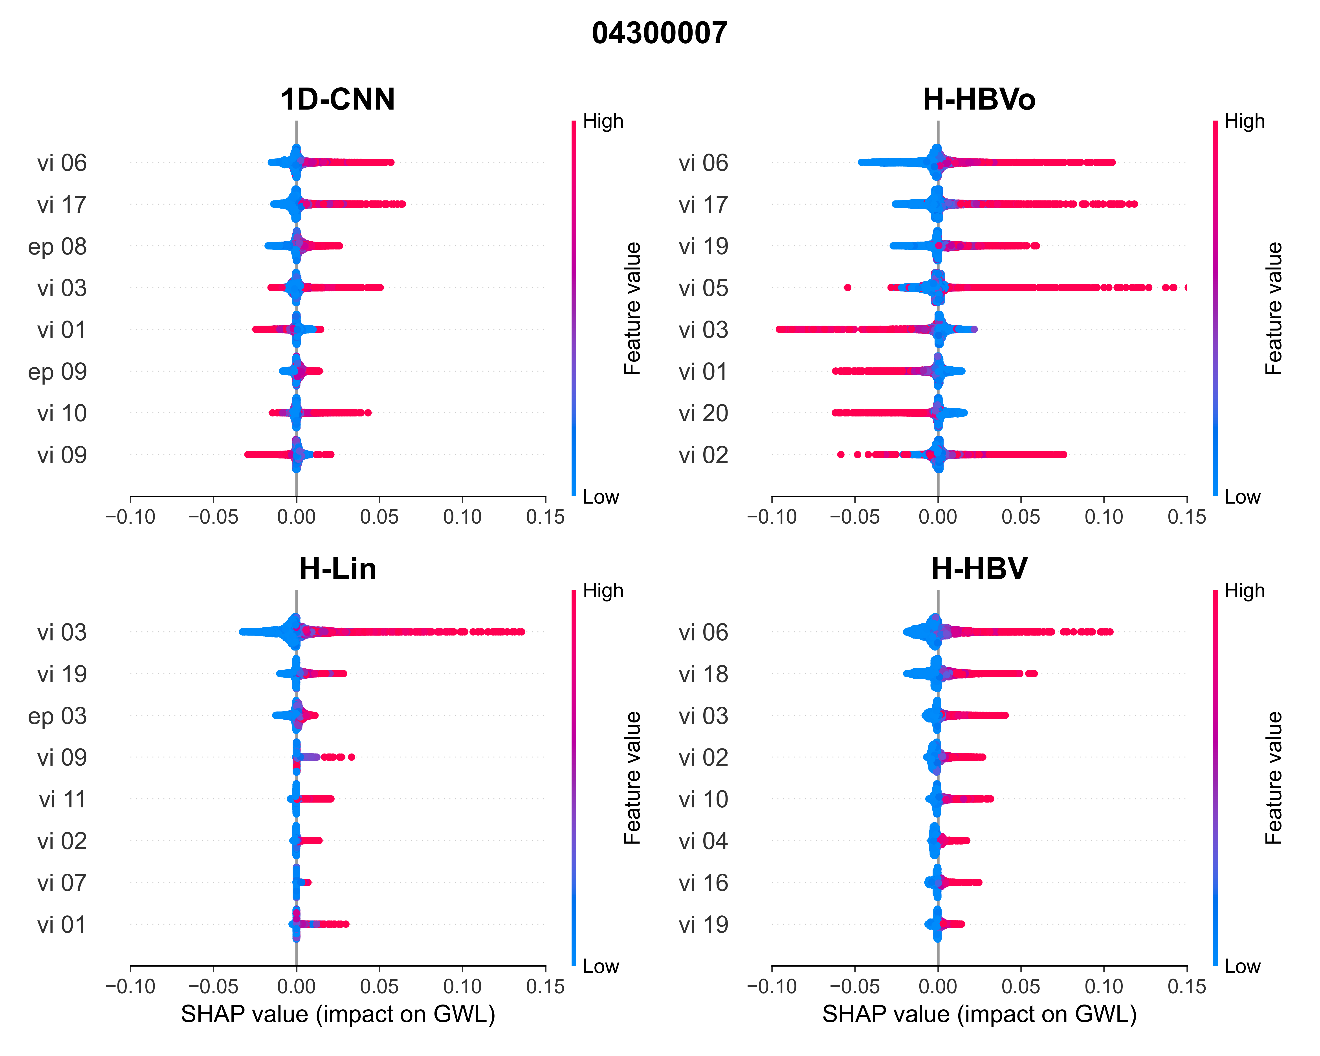 04300007
1D-CNN
High
vi 06
vi 17
ep 08
vi 03
vi 01
ep 09
vi 10
vi 09
Feature value
Low
−0.10 −0.05 0.00 0.05 0.10 0.15
H-HBVo
High
vi 06
vi 17
vi 19
vi 05
vi 03
vi 01
vi 20
vi 02
Feature value
Low
−0.10 −0.05 0.00 0.05 0.10 0.15
H-Lin
High
vi 03
vi 19
ep 03
vi 09
vi 11
vi 02
vi 07
vi 01
Feature value
Low
−0.10 −0.05 0.00 0.05 0.10 0.15
SHAP value (impact on GWL)
H-HBV
High
vi 06
vi 18
vi 03
vi 02
vi 10
vi 04
vi 16
vi 19
Feature value
Low
−0.10 −0.05 0.00 0.05 0.10 0.15
SHAP value (impact on GWL)